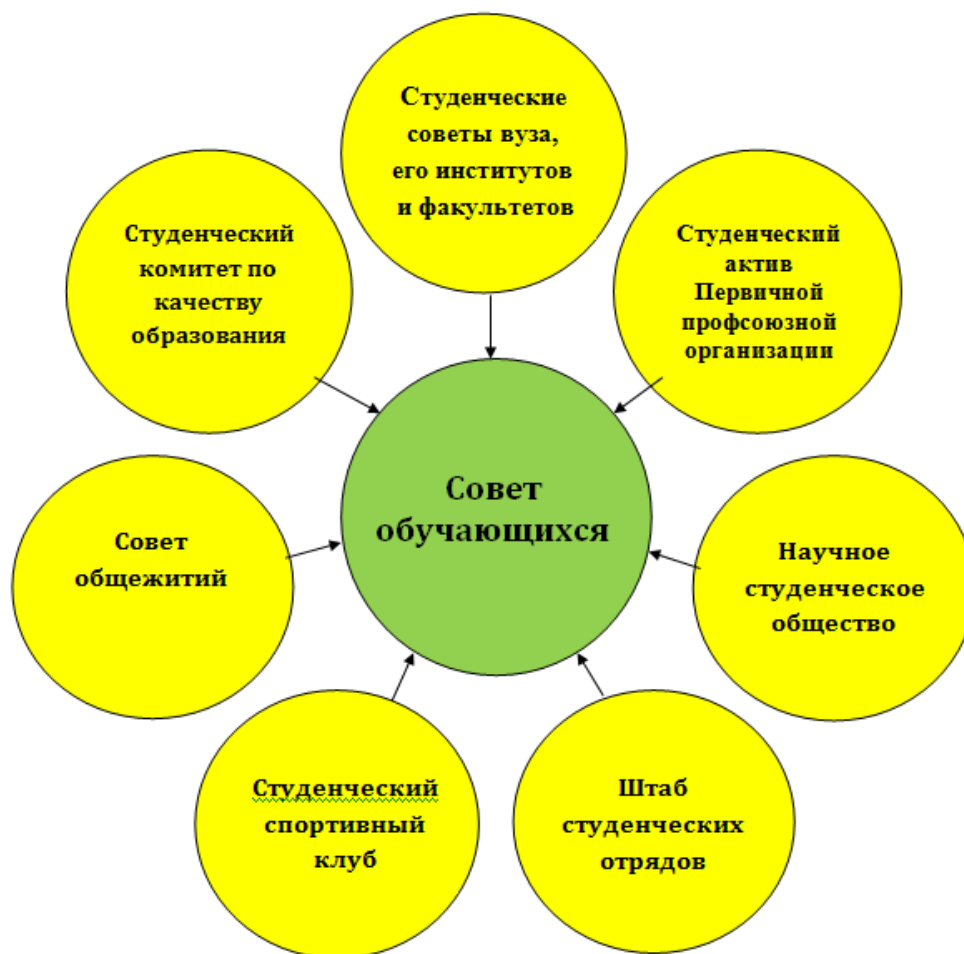 Студенческие
советы вуза,
его институтов
и факультетов
Студенческий
комитет по
качеству
образования
Студенческий
актив
Первичной
профсоюзной
организации
Совет
обучающихся
Совет
общежитий
Научное
студенческое
общество
Студенческий
спортивный
клуб
Штаб
студенческих
отрядов